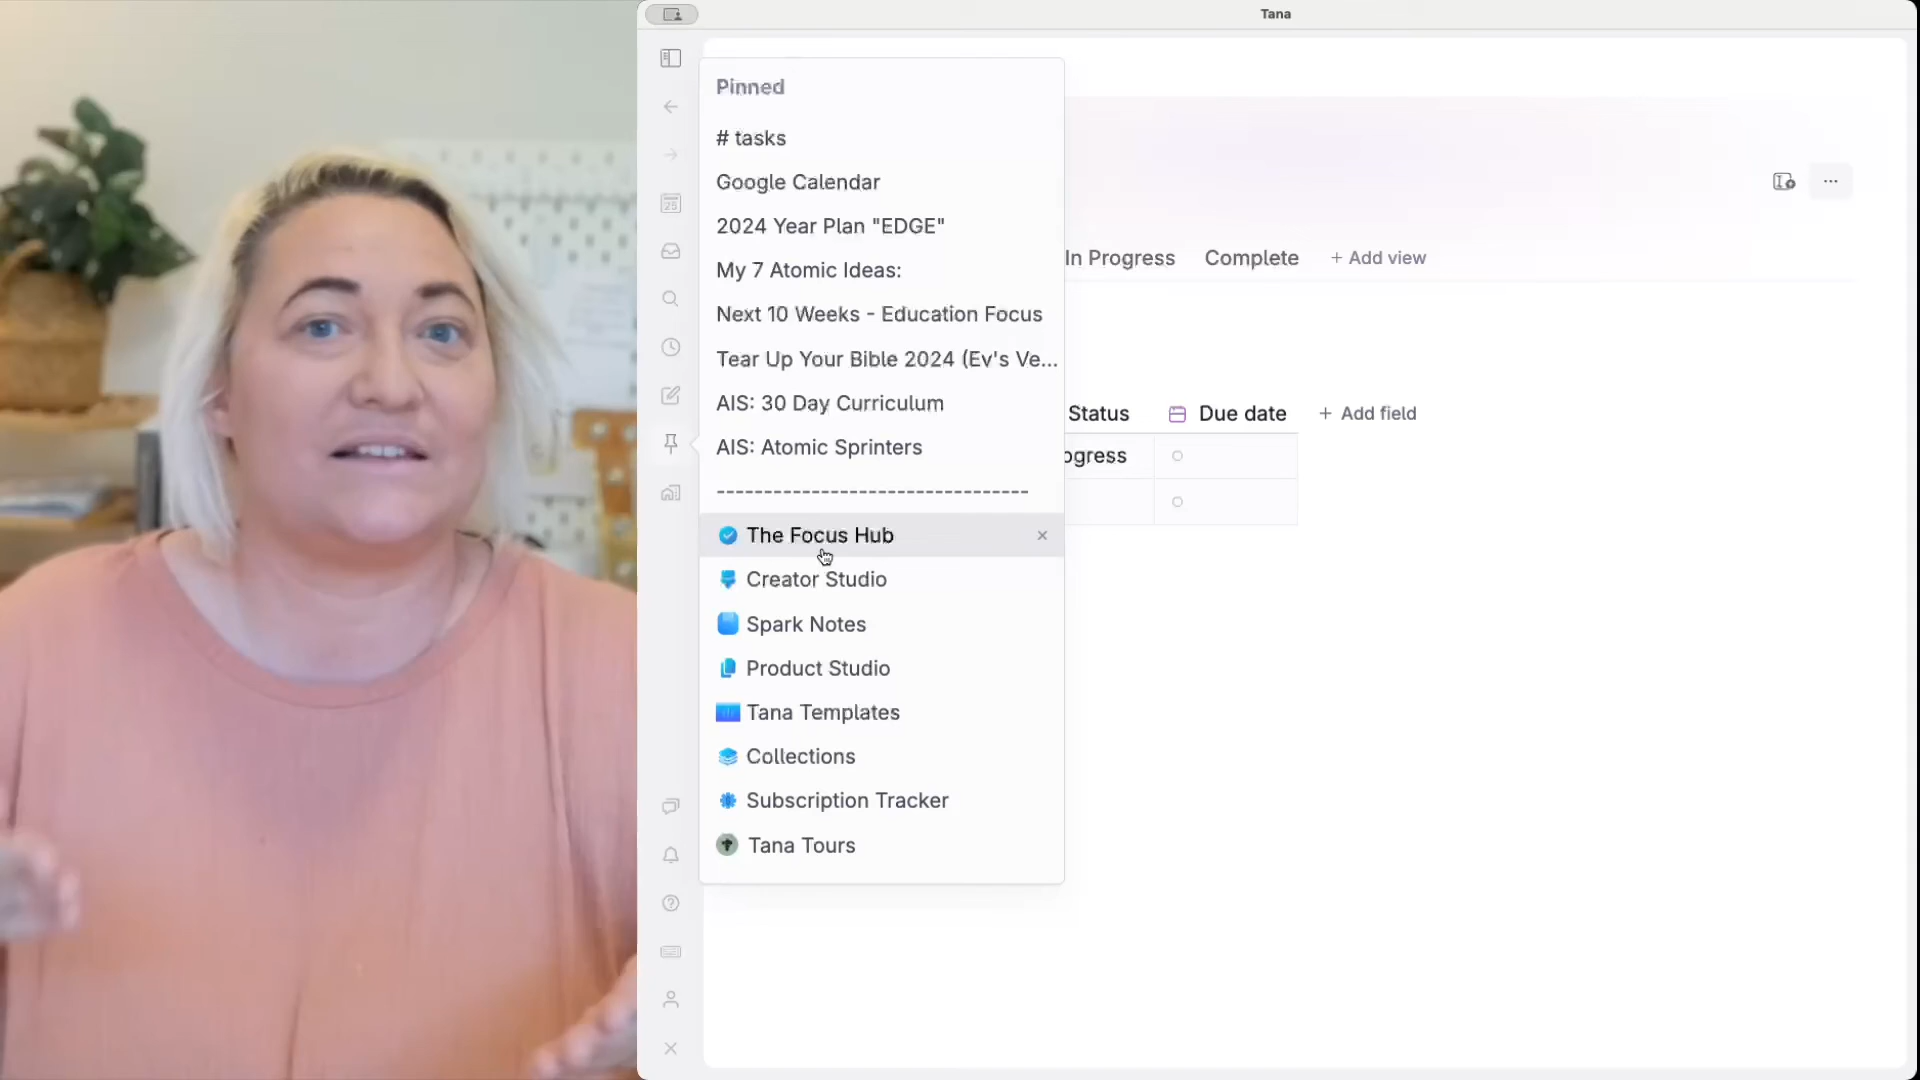 Tana
Pinned
# tasks
Google Calendar
2024 Year Plan "EDGE"
My 7 Atomic Ideas:
Next 10 Weeks - Education Focus
Tear Up Your Bible 2024 (Ev's Ve...
AIS: 30 Day Curriculum
AIS: Atomic Sprinters
---------------------------------
The Focus Hub
Creator Studio
Spark Notes
Product Studio
Tana Templates
Collections
Subscription Tracker
Tana Tours
25
In Progress Complete + Add view
Status Due date + Add field
ogress